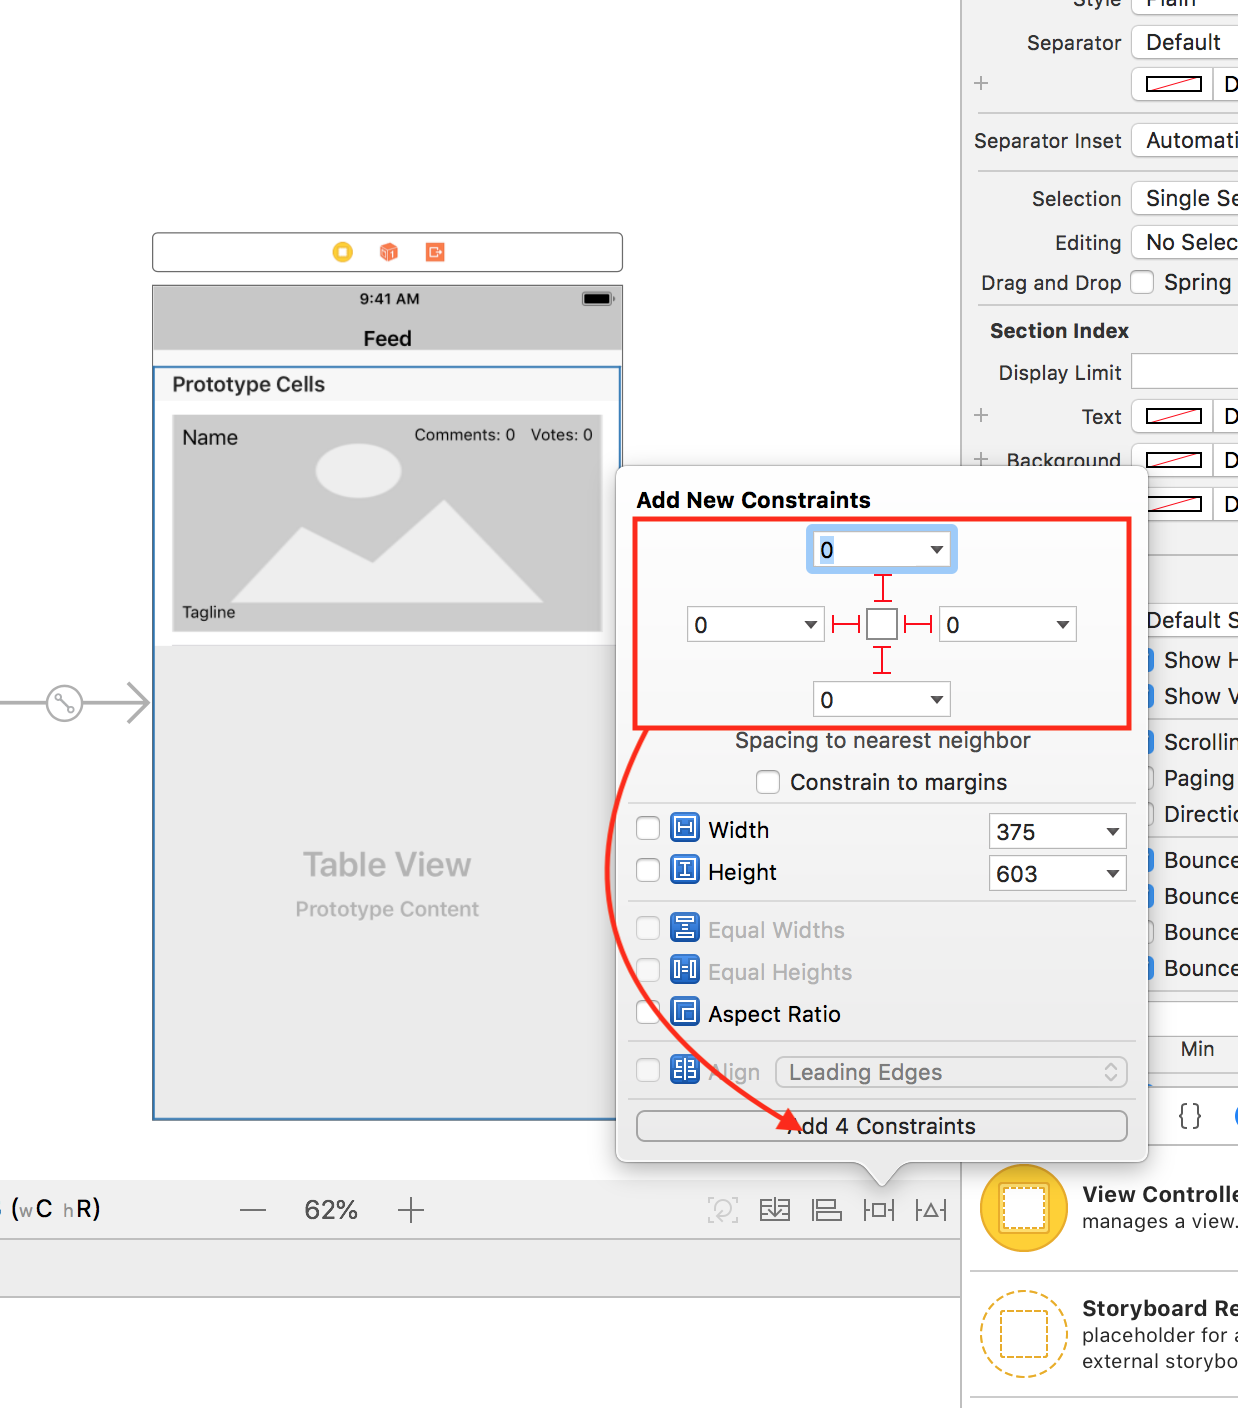 Style Plain
Separator Default
D
Separator Inset Automati
Selection Single Se
Editing No Selec
Drag and Drop Spring
Section Index
Display Limit
Text D
Background D
D
9:41 AM
Feed
Prototype Cells
Name
Comments: 0 Votes: 0
Tagline
Table View
Prototype Content
Add New Constraints
0
0 0
0
Spacing to nearest neighbor
Constrain to margins
Width 375
Height 603
Equal Widths
Equal Heights
Aspect Ratio
Align Leading Edges
Add 4 Constraints
Default S
Show H
Show V
Scrollin
Paging
Directio
Bounce
Bounce
Bounce
Bounce
Min
{}
(wC hR)
62%
View Controlle
manages a view.
Storyboard Re
placeholder for a
external storybo